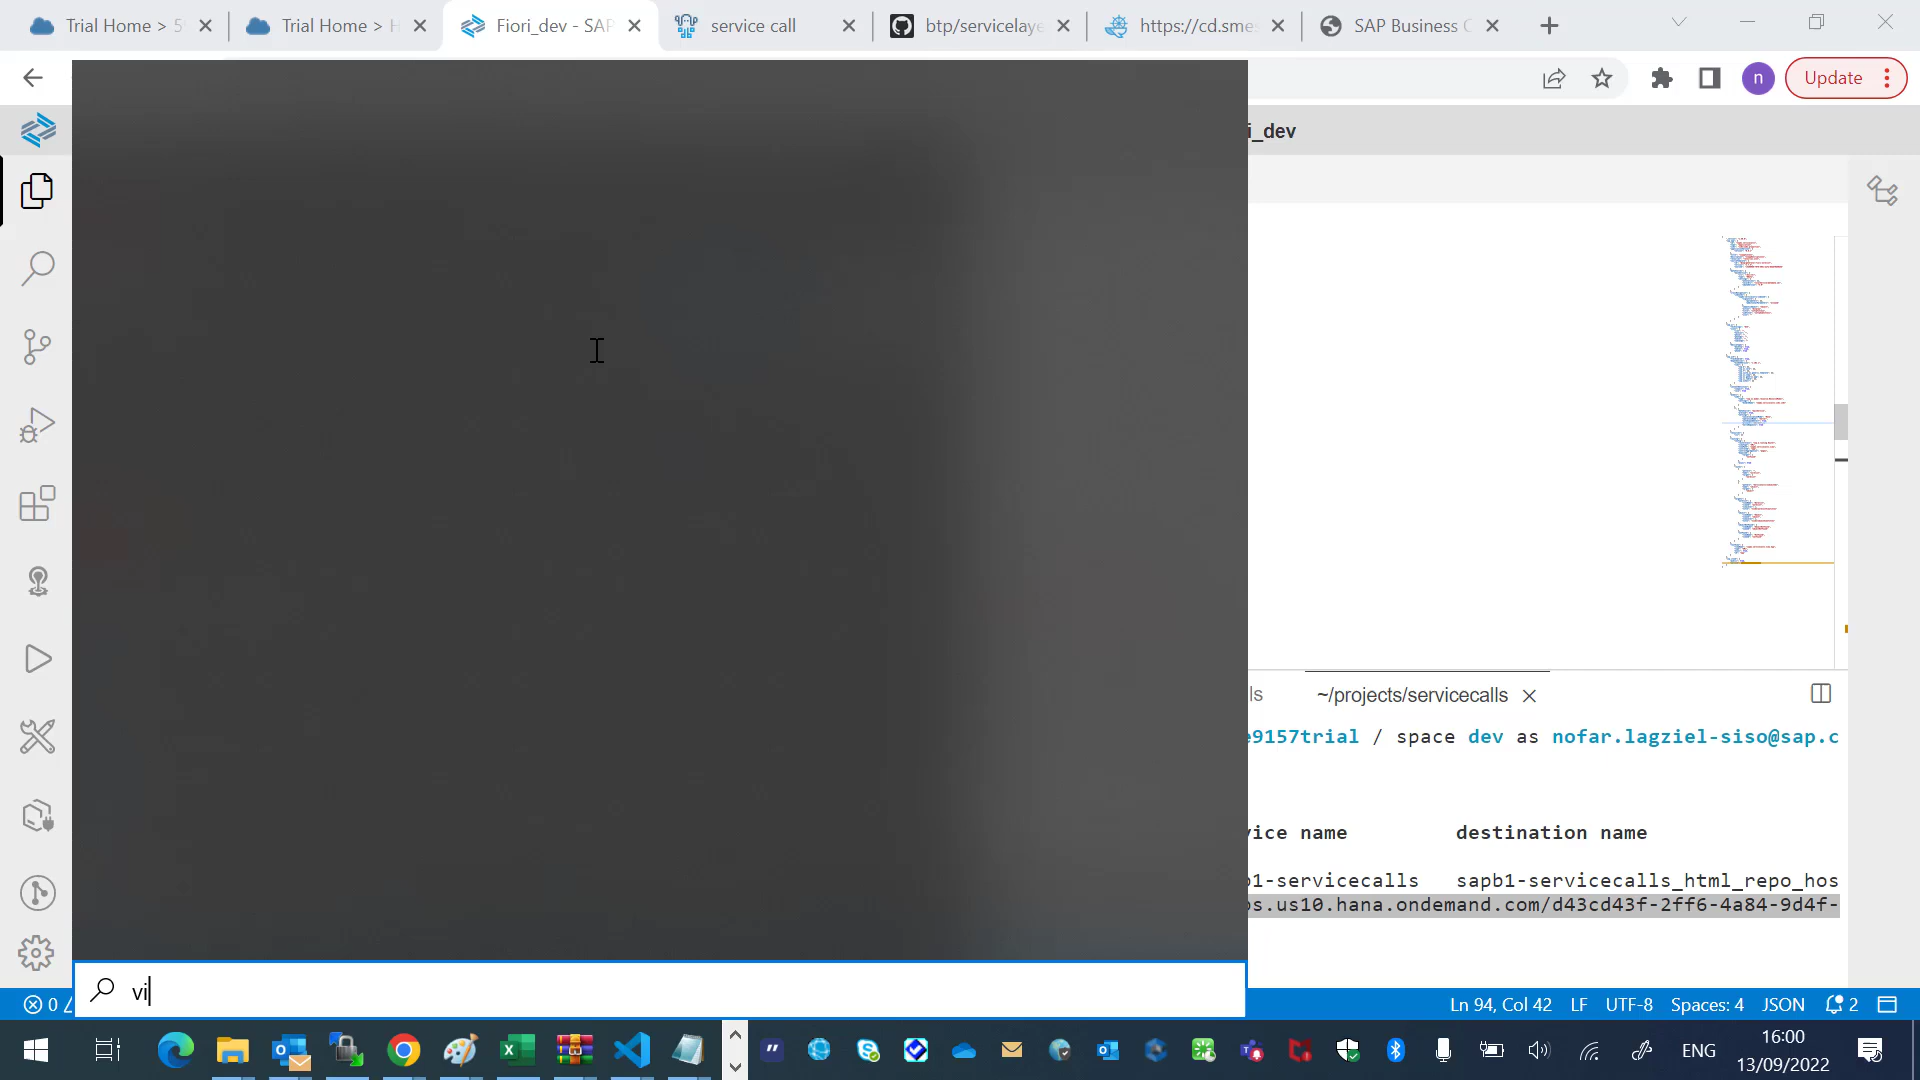 Trial Home > 5
Trial Home > H
Fiori_dev - SAP
service call
btp/servicelaye
https://cd.sme
SAP Business
n
Update
i_dev
ls
~/projects/servicecalls
e9157trial / space dev as nofar.lagziel-siso@sap.c
vice name
destination name
b1-servicecalls
sapb1-servicecalls_html_repo_hos
s.us10.hana.ondemand.com/d43cd43f-2ff6-4a84-9d4f-
vi
0
Ln 94, Col 42
LF
UTF-8
Spaces: 4
JSON
2
ENG
16:00
13/09/2022